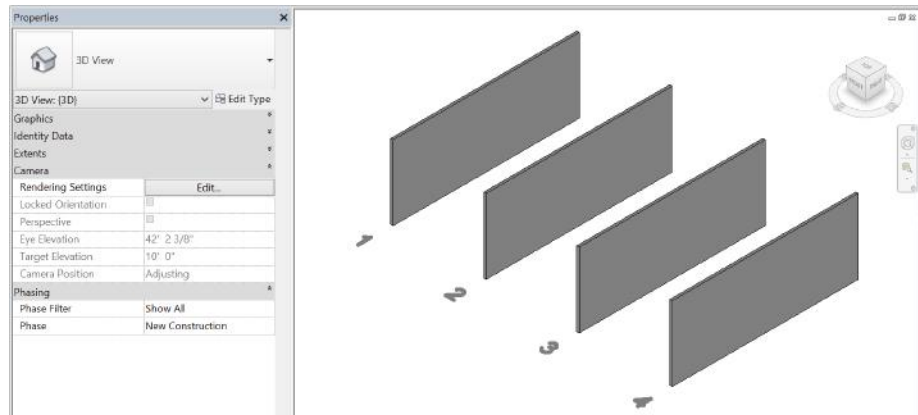 Properties
3D View
3D View: {3D}
Edit Type
Graphics
Identity Data
Extents
Camera
Rendering Settings Edit...
Locked Orientation
Perspective
Eye Elevation 42' 2 3/8"
Target Elevation 10' 0"
Camera Position Adjusting
Phasing
Phase Filter Show All
Phase New Construction
1
2
3
4
TOP